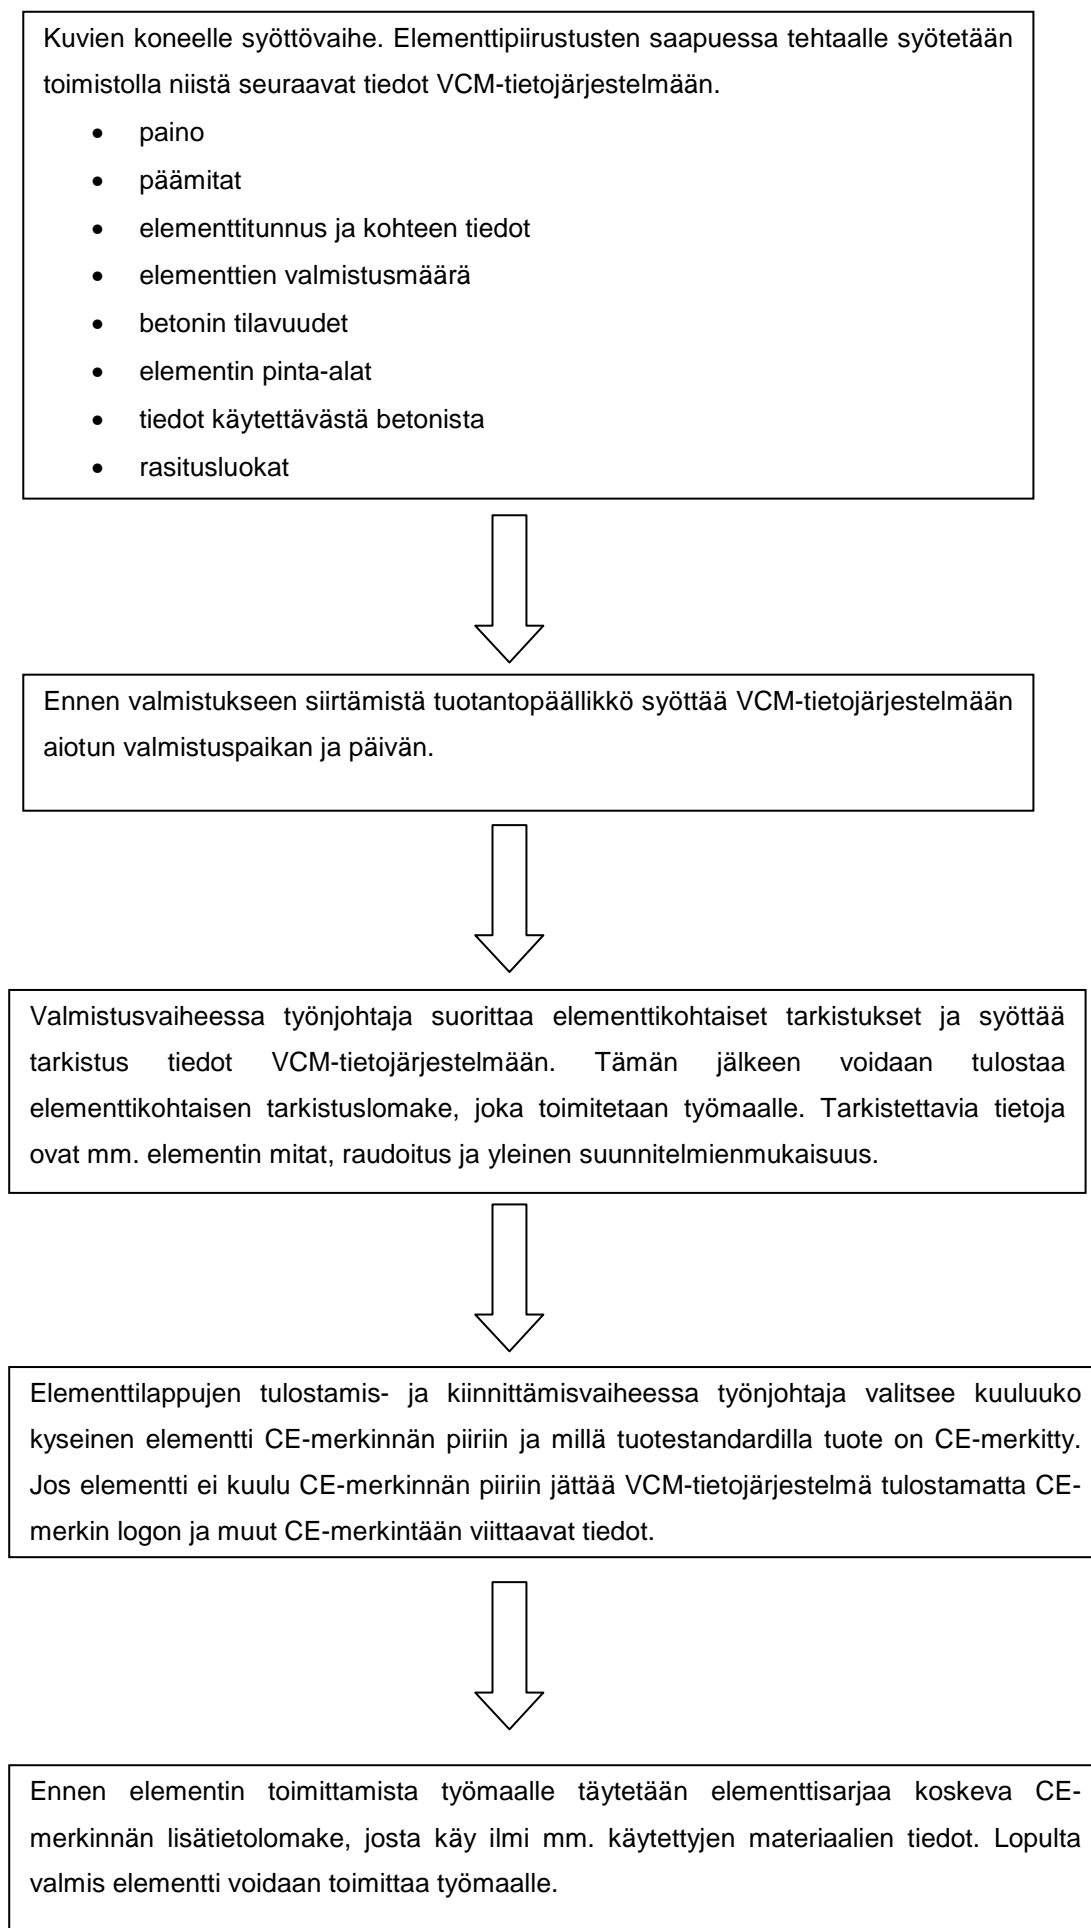 Kuvien koneelle syöttövaihe. Elementtipiirustusten saapuessa tehtaalle syötetään
toimistolla niistä seuraavat tiedot VCM-tietojärjestelmään.
• paino
• päämitat
• elementtitunnus ja kohteen tiedot
• elementtien valmistusmäärä
• betonin tilavuudet
• elementin pinta-alat
• tiedot käytettävästä betonista
• rasitusluokat
Ennen valmistukseen siirtämistä tuotantopäällikkö syöttää VCM-tietojärjestelmään
aiotun valmistuspaikan ja päivän.
Valmistusvaiheessa työnjohtaja suorittaa elementtikohtaiset tarkistukset ja syöttää
tarkistus tiedot VCM-tietojärjestelmään. Tämän jälkeen voidaan tulostaa
elementtikohtaisen tarkistuslomake, joka toimitetaan työmaalle. Tarkistettavia tietoja
ovat mm. elementin mitat, raudoitus ja yleinen suunnitelmienmukaisuus.
Elementtilappujen tulostamis- ja kiinnittämisvaiheessa työnjohtaja valitsee kuuluuko
kyseinen elementti CE-merkinnän piiriin ja millä tuotestandardilla tuote on CE-merkitty.
Jos elementti ei kuulu CE-merkinnän piiriin jättää VCM-tietojärjestelmä tulostamatta CE-
merkin logon ja muut CE-merkintään viittaavat tiedot.
Ennen elementin toimittamista työmaalle täytetään elementtisarjaa koskeva CE-
merkinnän lisätietolomake, josta käy ilmi mm. käytettyjen materiaalien tiedot. Lopulta
valmis elementti voidaan toimittaa työmaalle.